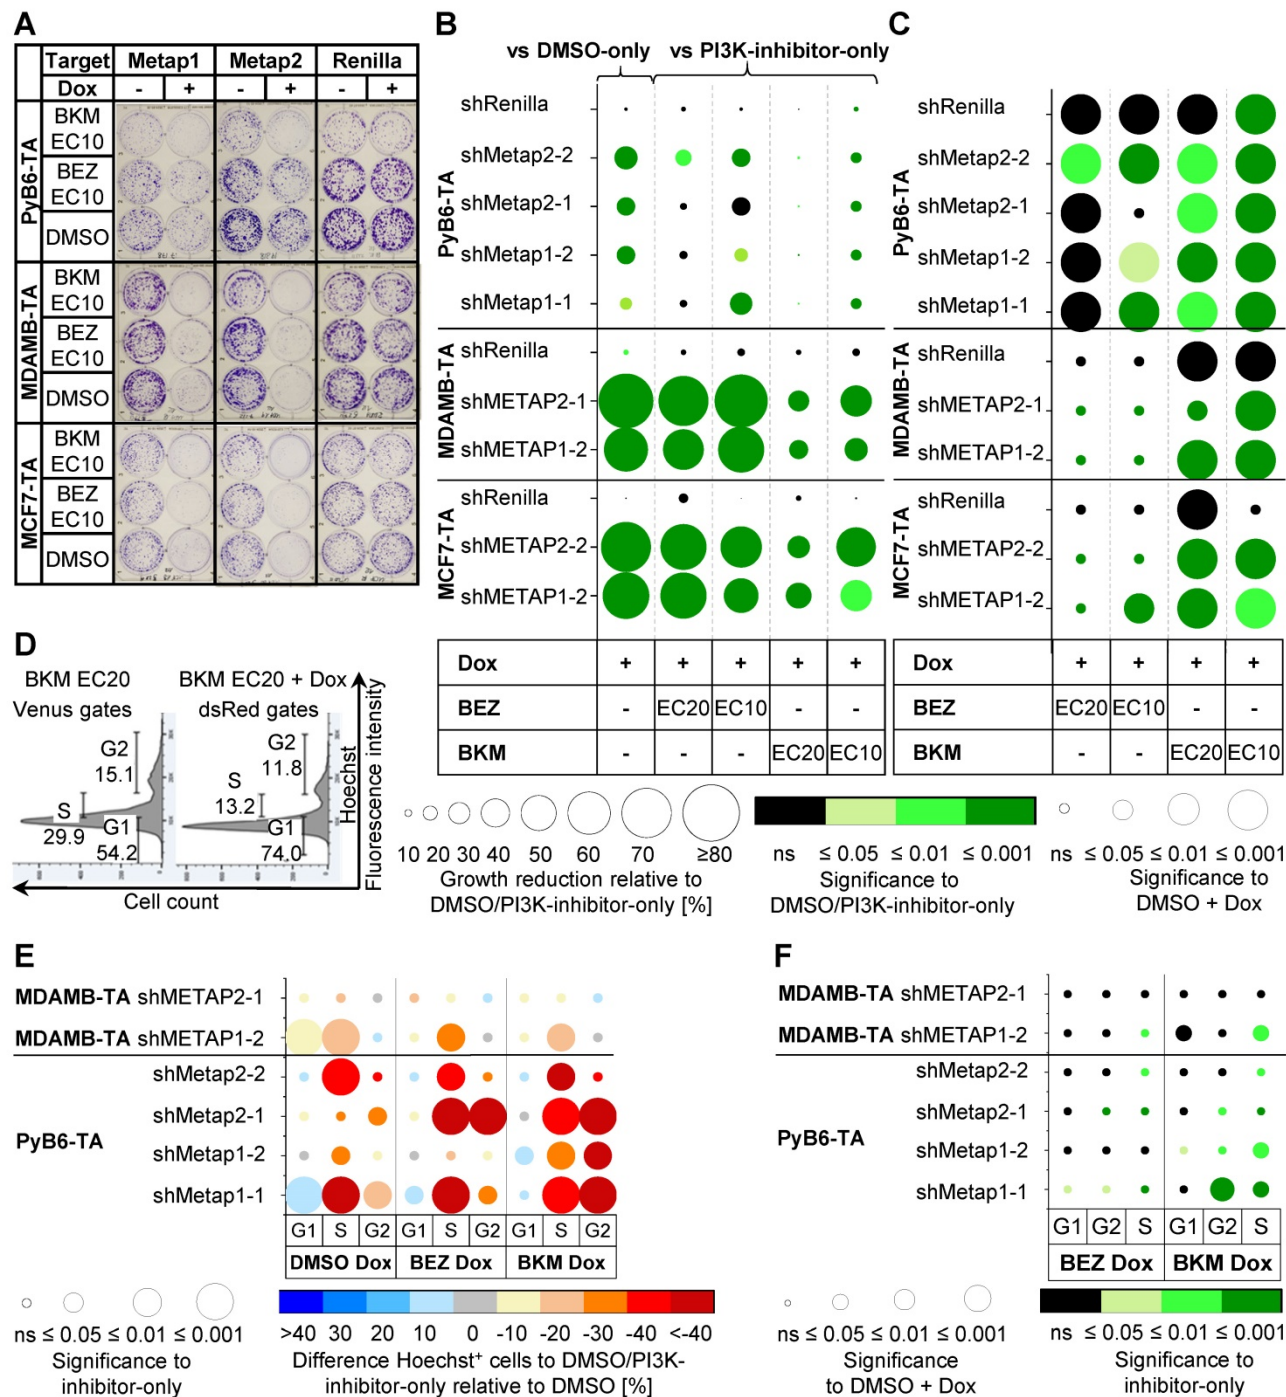 A
Target Metap1 Metap2 Renilla
Dox - + - + - +
PyB6-TA
BKM EC10
BEZ EC10
DMSO
MDAMB-TA
BKM EC10
BEZ EC10
DMSO
MCF7-TA
BKM EC10
BEZ EC10
DMSO
B
vs DMSO-only vs PI3K-inhibitor-only
PyB6-TA
shRenilla
shMetap2-2
shMetap2-1
shMetap1-2
shMetap1-1
MDAMB-TA
shRenilla
shMETAP2-1
shMETAP1-2
MCF7-TA
shRenilla
shMETAP2-2
shMETAP1-2
Dox + + + + +
BEZ - EC20 EC10 - -
BKM - - - EC20 EC10
10 20 30 40 50 60 70 ≥80
Growth reduction relative to
DMSO/PI3K-inhibitor-only [%]
ns ≤ 0.05 ≤ 0.01 ≤ 0.001
Significance to
DMSO/PI3K-inhibitor-only
C
PyB6-TA
shRenilla
shMetap2-2
shMetap2-1
shMetap1-2
shMetap1-1
MDAMB-TA
shRenilla
shMETAP2-1
shMETAP1-2
MCF7-TA
shRenilla
shMETAP2-2
shMETAP1-2
Dox + + + +
BEZ EC20 EC10 - -
BKM - - EC20 EC10
ns ≤ 0.05 ≤ 0.01 ≤ 0.001
Significance to
DMSO + Dox
D
BKM EC20
Venus gates
G2
15.1
S
29.9
G1
54.2
BKM EC20 + Dox
dsRed gates
G2
11.8
S
13.2
G1
74.0
Hoechst
Fluorescence intensity
Cell count
E
MDAMB-TA shMETAP2-1
MDAMB-TA shMETAP1-2
PyB6-TA
shMetap2-2
shMetap2-1
shMetap1-2
shMetap1-1
G1 S G2 G1 S G2 G1 S G2
DMSO Dox BEZ Dox BKM Dox
ns ≤ 0.05 ≤ 0.01 ≤ 0.001
Significance to
inhibitor-only
>40 30 20 10 0 -10 -20 -30 -40 <-40
Difference Hoechst⁺ cells to DMSO/PI3K-
inhibitor-only relative to DMSO [%]
F
MDAMB-TA shMETAP2-1
MDAMB-TA shMETAP1-2
PyB6-TA
shMetap2-2
shMetap2-1
shMetap1-2
shMetap1-1
G1 G2 S G1 G2 S
BEZ Dox BKM Dox
ns ≤ 0.05 ≤ 0.01 ≤ 0.001
Significance
to DMSO + Dox
ns ≤ 0.05 ≤ 0.01 ≤ 0.001
Significance to
inhibitor-only